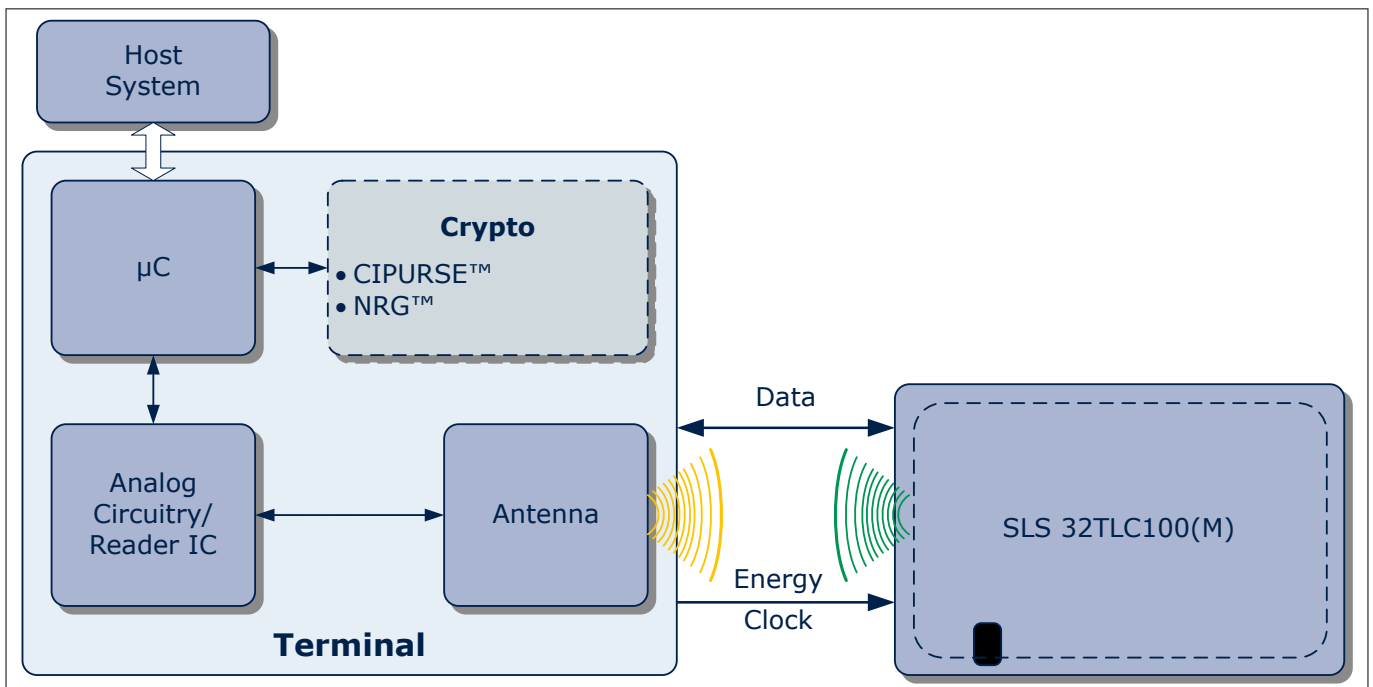 Host
System
µC
Crypto
• CIPURSE™
• NRG™
Analog
Circuitry/
Reader IC
Antenna
Terminal
Data
Energy
Clock
SLS 32TLC100(M)